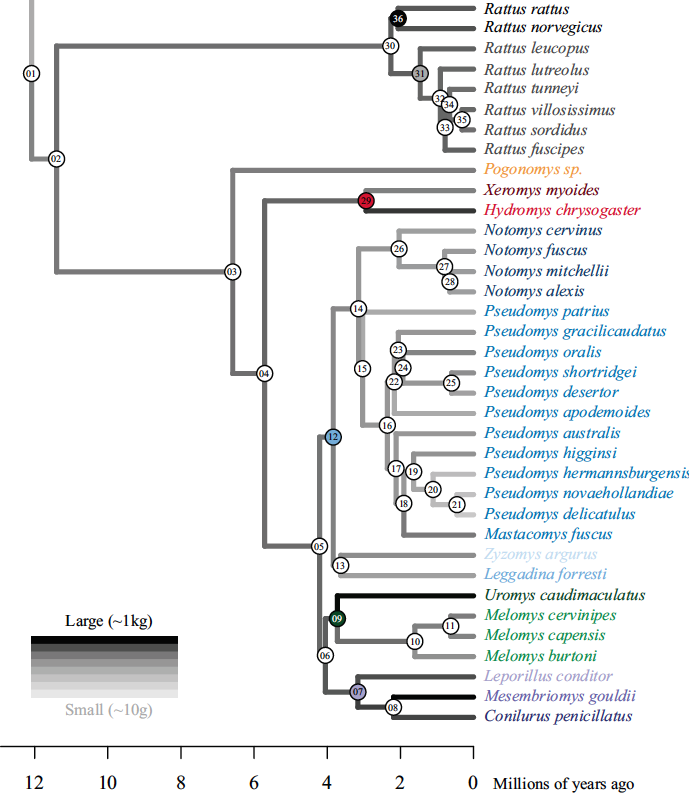 Rattus rattus
36
Rattus norvegicus
30
Rattus leucopus
01
31
Rattus lutreolus
Rattus tunneyi
32
34
Rattus villosissimus
35
Rattus sordidus
33
Rattus fuscipes
02
Pogonomys sp.
Xeromys myoides
29
Hydromys chrysogaster
Notomys cervinus
26
Notomys fuscus
03
27
Notomys mitchellii
28
Notomys alexis
14
Pseudomys patrius
Pseudomys gracilicaudatus
23
Pseudomys oralis
15
24
04
Pseudomys shortridgei
22
25
Pseudomys desertor
Pseudomys apodemoides
16
Pseudomys australis
12
Pseudomys higginsi
17
19
Pseudomys hermannsburgensis
20
Pseudomys novaehollandiae
18
21
Pseudomys delicatulus
Mastacomys fuscus
05
Zyzomys argurus
13
Leggadina forresti
Uromys caudimaculatus
Large (~1kg)
09
Melomys cervinipes
11
Melomys capensis
10
06
Melomys burtoni
Leporillus conditor
07
Mesembriomys gouldii
Small (~10g)
08
Conilurus penicillatus
12 10 8 6 4 2 0 Millions of years ago